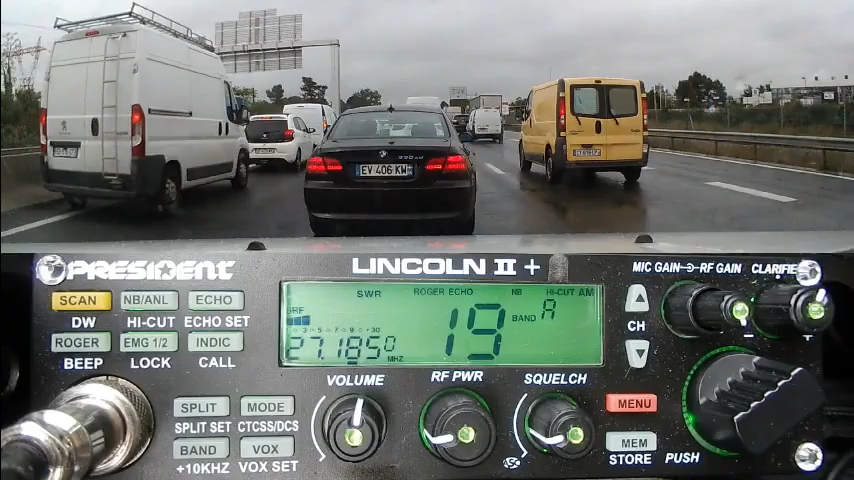 EV 406 KW
PRESIDENT
LINCOLN II +
MIC GAIN RF GAIN CLARIFIER
SCAN NB/ANL ECHO
DW HI-CUT ECHO SET
ROGER EMG 1/2 INDIC
BEEP LOCK CALL
SWR ROGER ECHO NB HI-CUT AM
19 BAND A
27.1850 MHZ
CH
VOLUME RF PWR SQUELCH
SPLIT MODE
SPLIT SET CTCSS/DCS
BAND VOX
+10KHZ VOX SET
ASC
MENU
MEM
STORE PUSH
- +